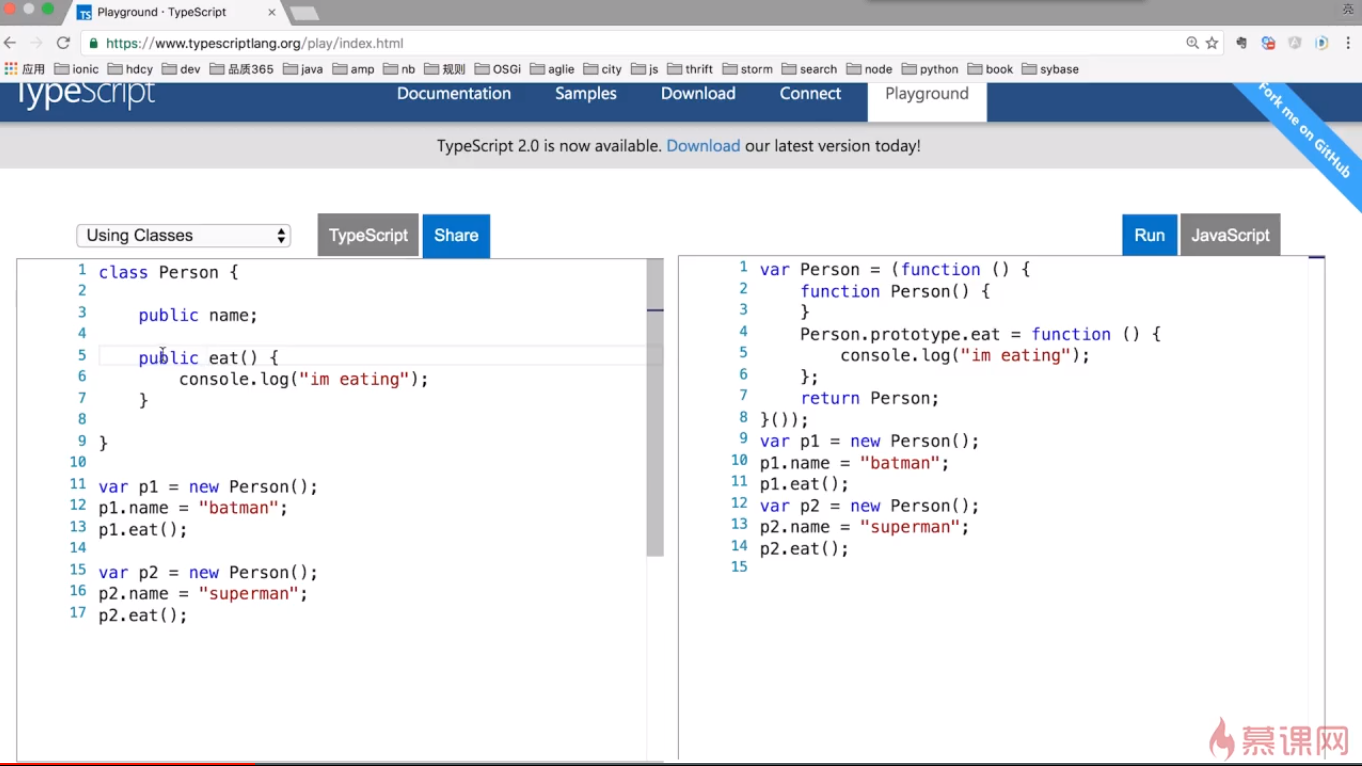 Playground · TypeScript
亮
https://www.typescriptlang.org/play/index.html
应用 ionic hdcy dev 品质365 java amp nb 规则 OSGi aglie city js thrift storm search node python book sybase
TypeScript Documentation Samples Download Connect Playground
Fork me on GitHub
TypeScript 2.0 is now available. Download our latest version today!
Using Classes TypeScript Share
Run JavaScript
1 class Person {
2
3     public name;
4
5     public eat() {
6         console.log("im eating");
7     }
8
9 }
10
11 var p1 = new Person();
12 p1.name = "batman";
13 p1.eat();
14
15 var p2 = new Person();
16 p2.name = "superman";
17 p2.eat();
1 var Person = (function () {
2     function Person() {
3     }
4     Person.prototype.eat = function () {
5         console.log("im eating");
6     };
7     return Person;
8 }());
9 var p1 = new Person();
10 p1.name = "batman";
11 p1.eat();
12 var p2 = new Person();
13 p2.name = "superman";
14 p2.eat();
15
慕课网